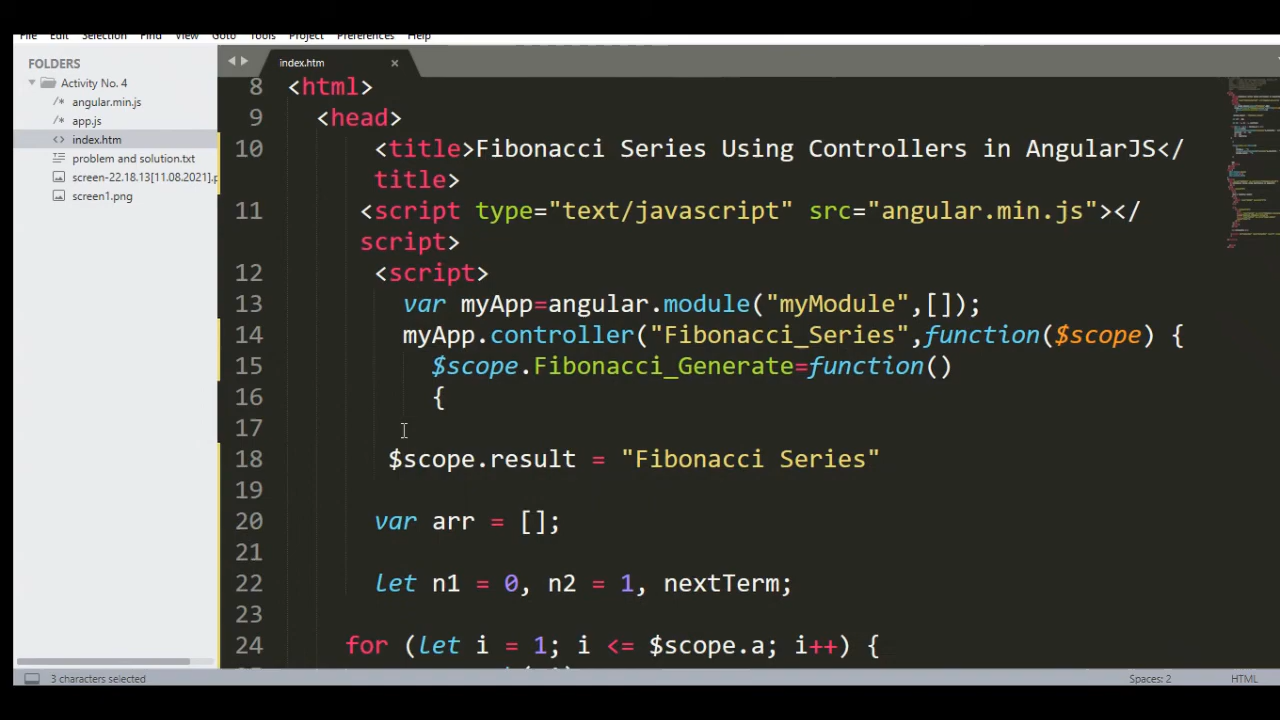 File Edit Selection Find View Goto Tools Project Preferences Help
FOLDERS
Activity No. 4
/* angular.min.js
/* app.js
<> index.htm
problem and solution.txt
screen-22.18.13[11.08.2021].p
screen1.png
index.htm
8 <html>
9 <head>
10 <title>Fibonacci Series Using Controllers in AngularJS</
title>
11 <script type="text/javascript" src="angular.min.js"></
script>
12 <script>
13 var myApp=angular.module("myModule",[]);
14 myApp.controller("Fibonacci_Series",function($scope) {
15 $scope.Fibonacci_Generate=function()
16 {
17
18 $scope.result = "Fibonacci Series"
19
20 var arr = [];
21
22 let n1 = 0, n2 = 1, nextTerm;
23
24 for (let i = 1; i <= $scope.a; i++) {
3 characters selected
Spaces: 2
HTML